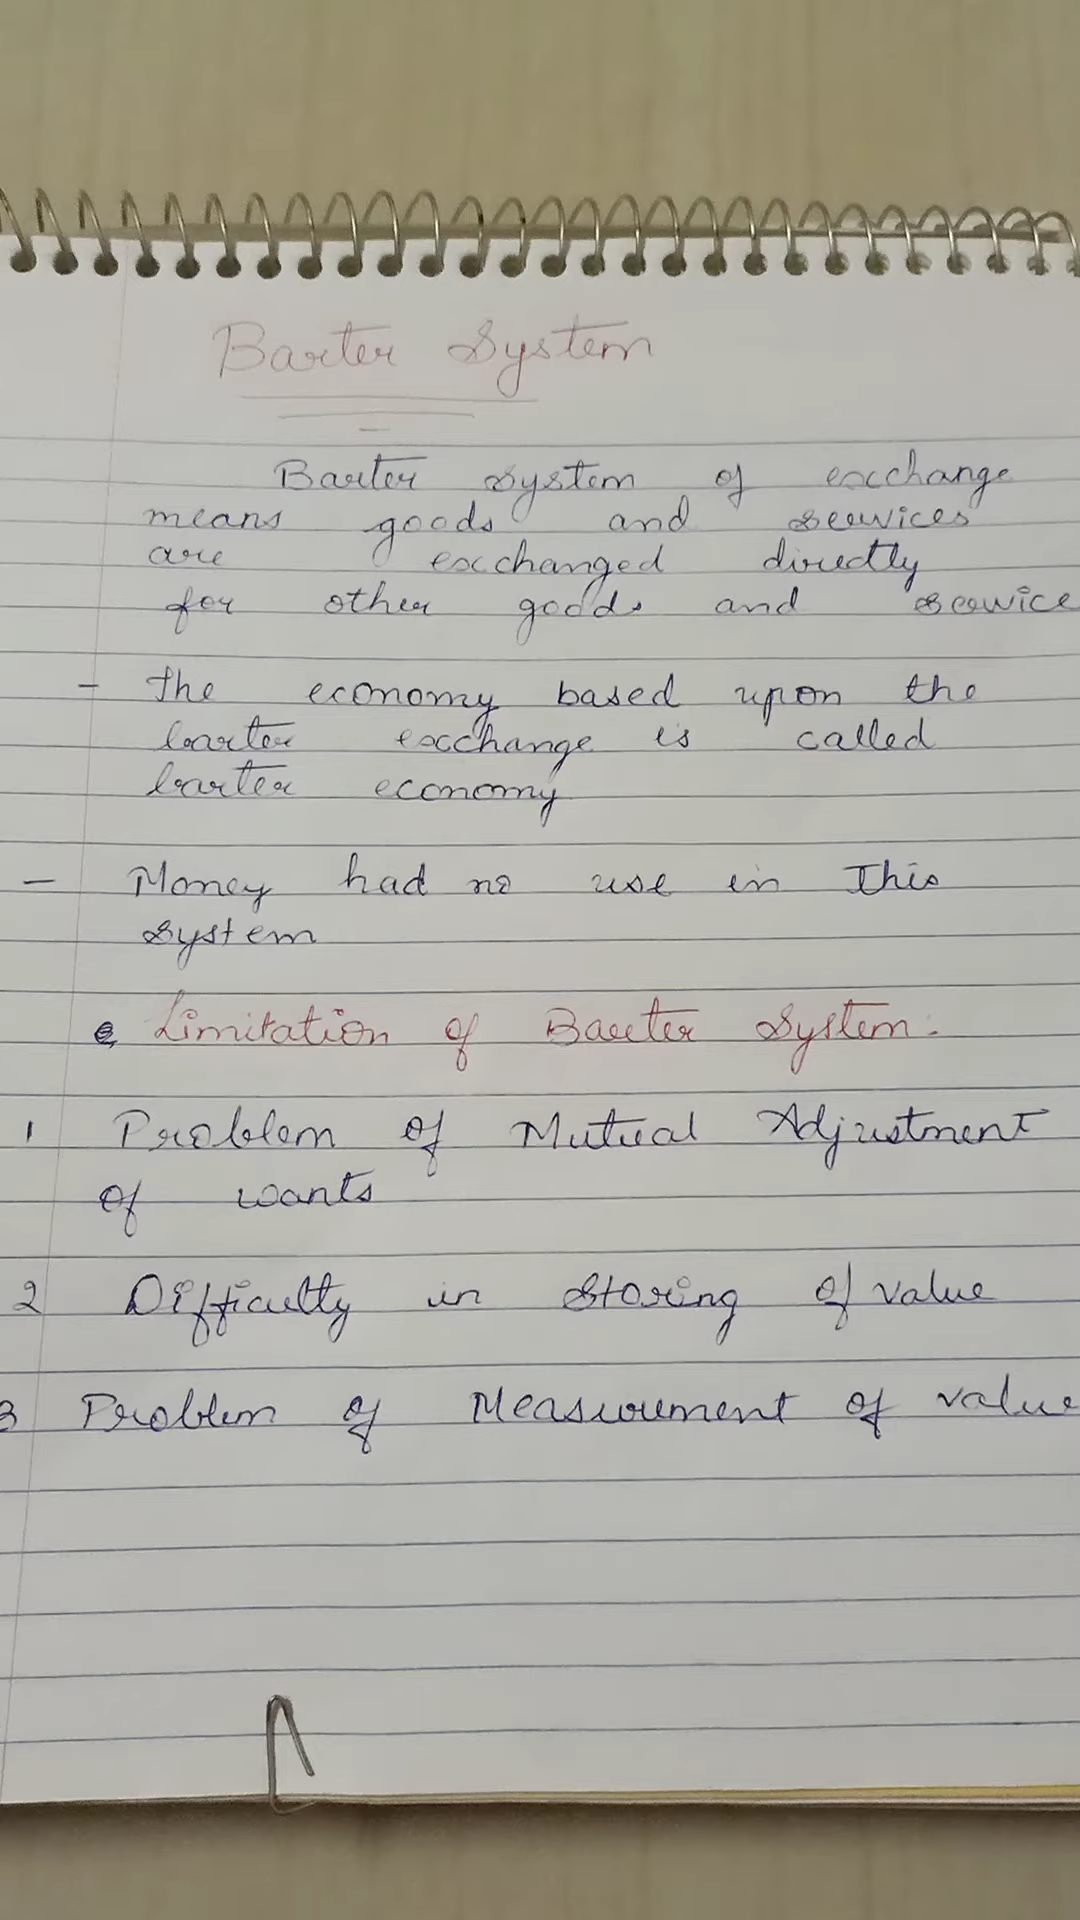 Barter System
Barter system of exchange
means goods and services
are exchanged directly
for other goods and service
- the economy based upon the
barter exchange is called
barter economy
- Money had no use in This
system
Limitation of Barter System.
1 Problem of Mutual Adjustment
of wants
2 Difficulty in Storing of value
3 Problem of Measurement of value